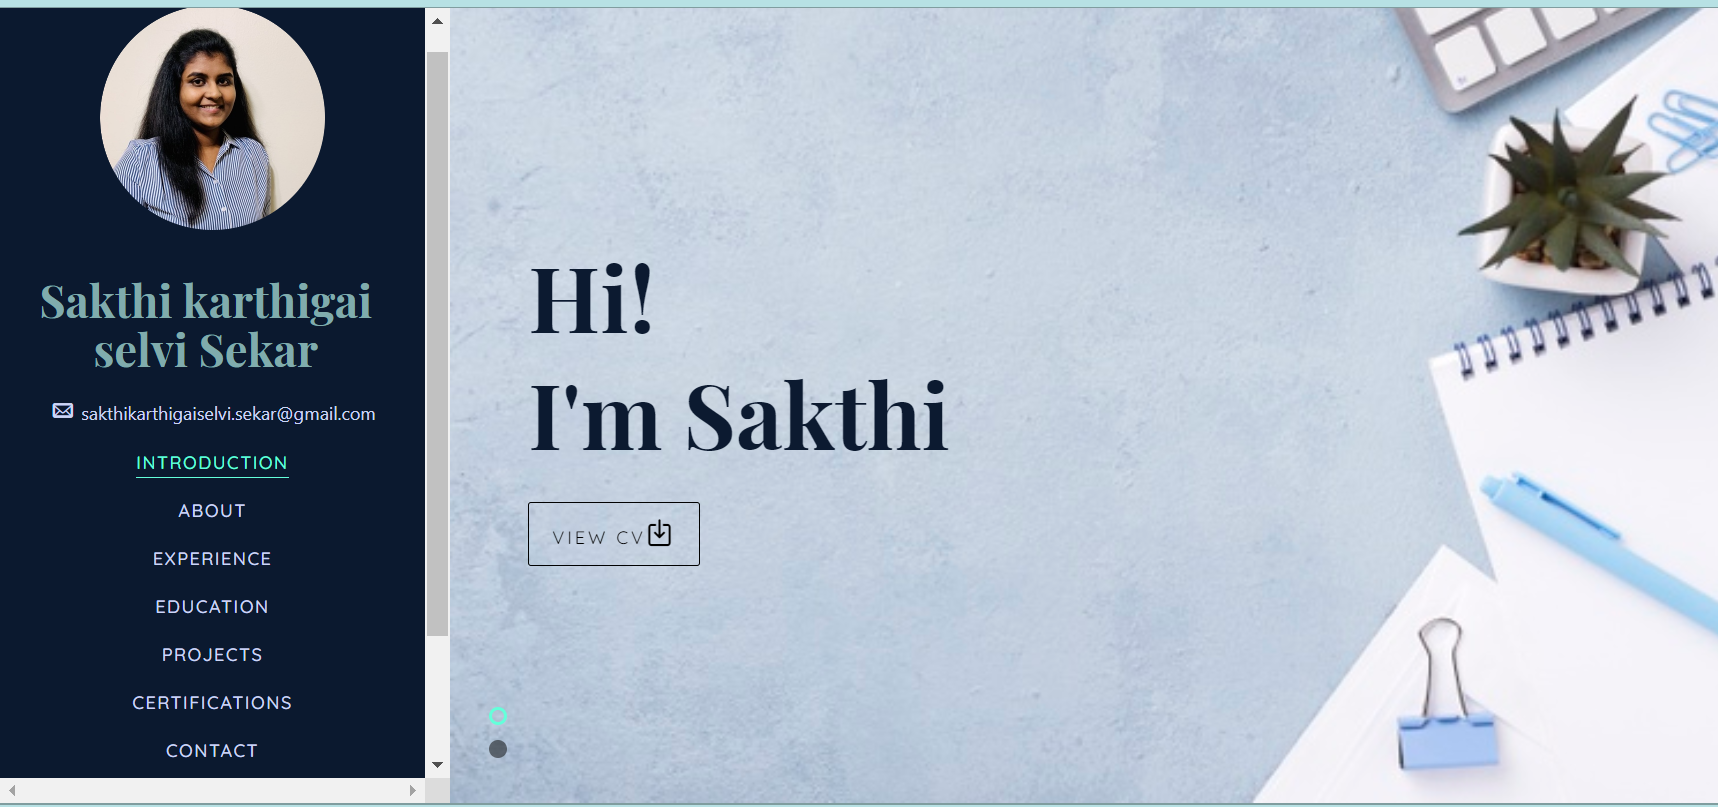 Sakthi karthigai
selvi Sekar
sakthikarthigaiselvi.sekar@gmail.com
INTRODUCTION
ABOUT
EXPERIENCE
EDUCATION
PROJECTS
CERTIFICATIONS
CONTACT
Hi!
I'm Sakthi
VIEW CV